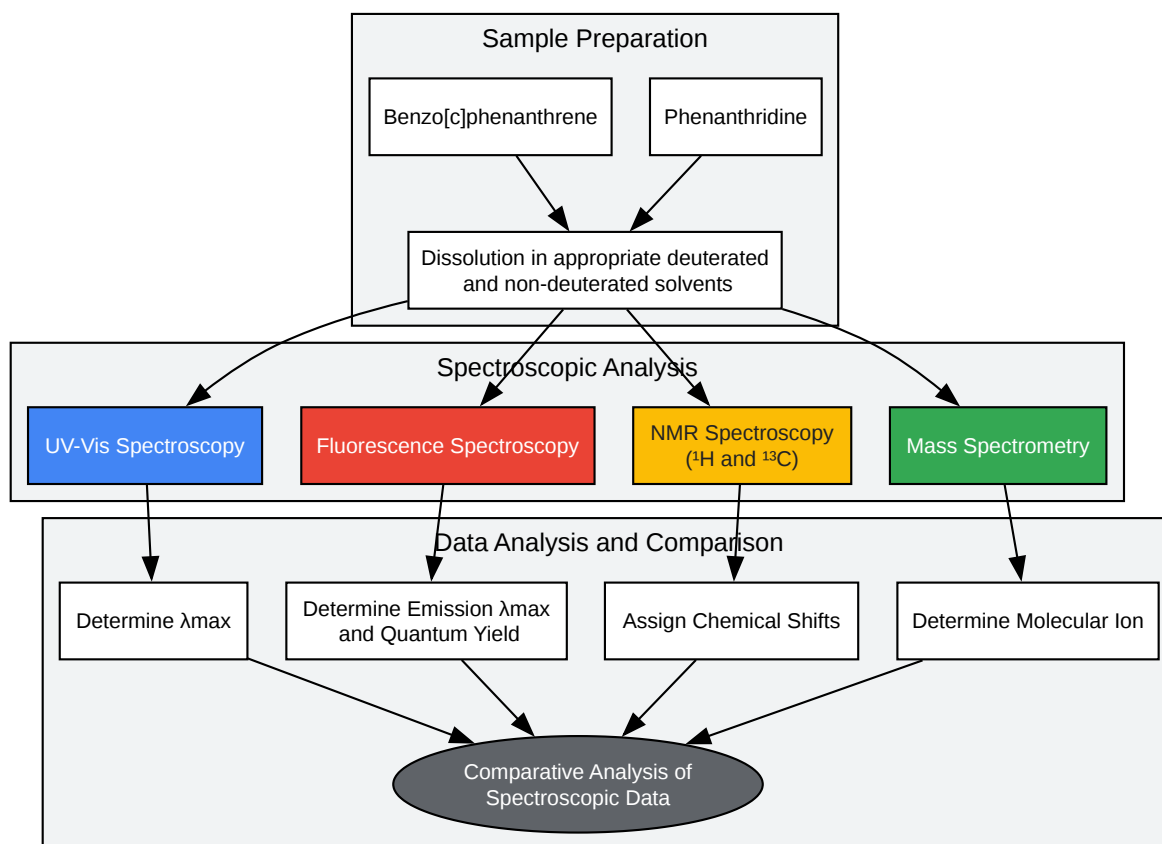 Sample Preparation
Benzo[c]phenanthrene
Phenanthridine
Dissolution in appropriate deuterated
and non-deuterated solvents
Spectroscopic Analysis
UV-Vis Spectroscopy
Fluorescence Spectroscopy
NMR Spectroscopy
(¹H and ¹³C)
Mass Spectrometry
Data Analysis and Comparison
Determine λmax
Determine Emission λmax
and Quantum Yield
Assign Chemical Shifts
Determine Molecular Ion
Comparative Analysis of
Spectroscopic Data